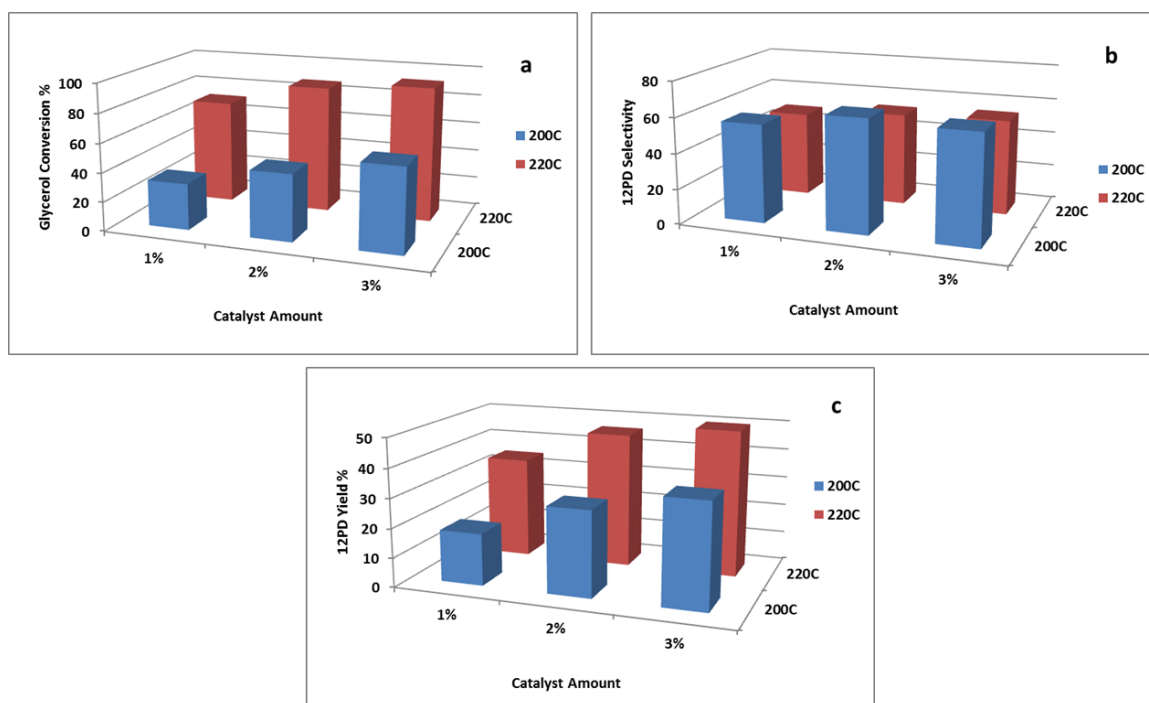 a
Glycerol Conversion %
100
80
60
40
20
0
1%
2%
3%
200C
220C
Catalyst Amount
200C
220C
b
12PD Selectivity
80
60
40
20
0
1%
2%
3%
200C
220C
Catalyst Amount
200C
220C
c
12PD Yield %
50
40
30
20
10
0
1%
2%
3%
200C
220C
Catalyst Amount
200C
220C